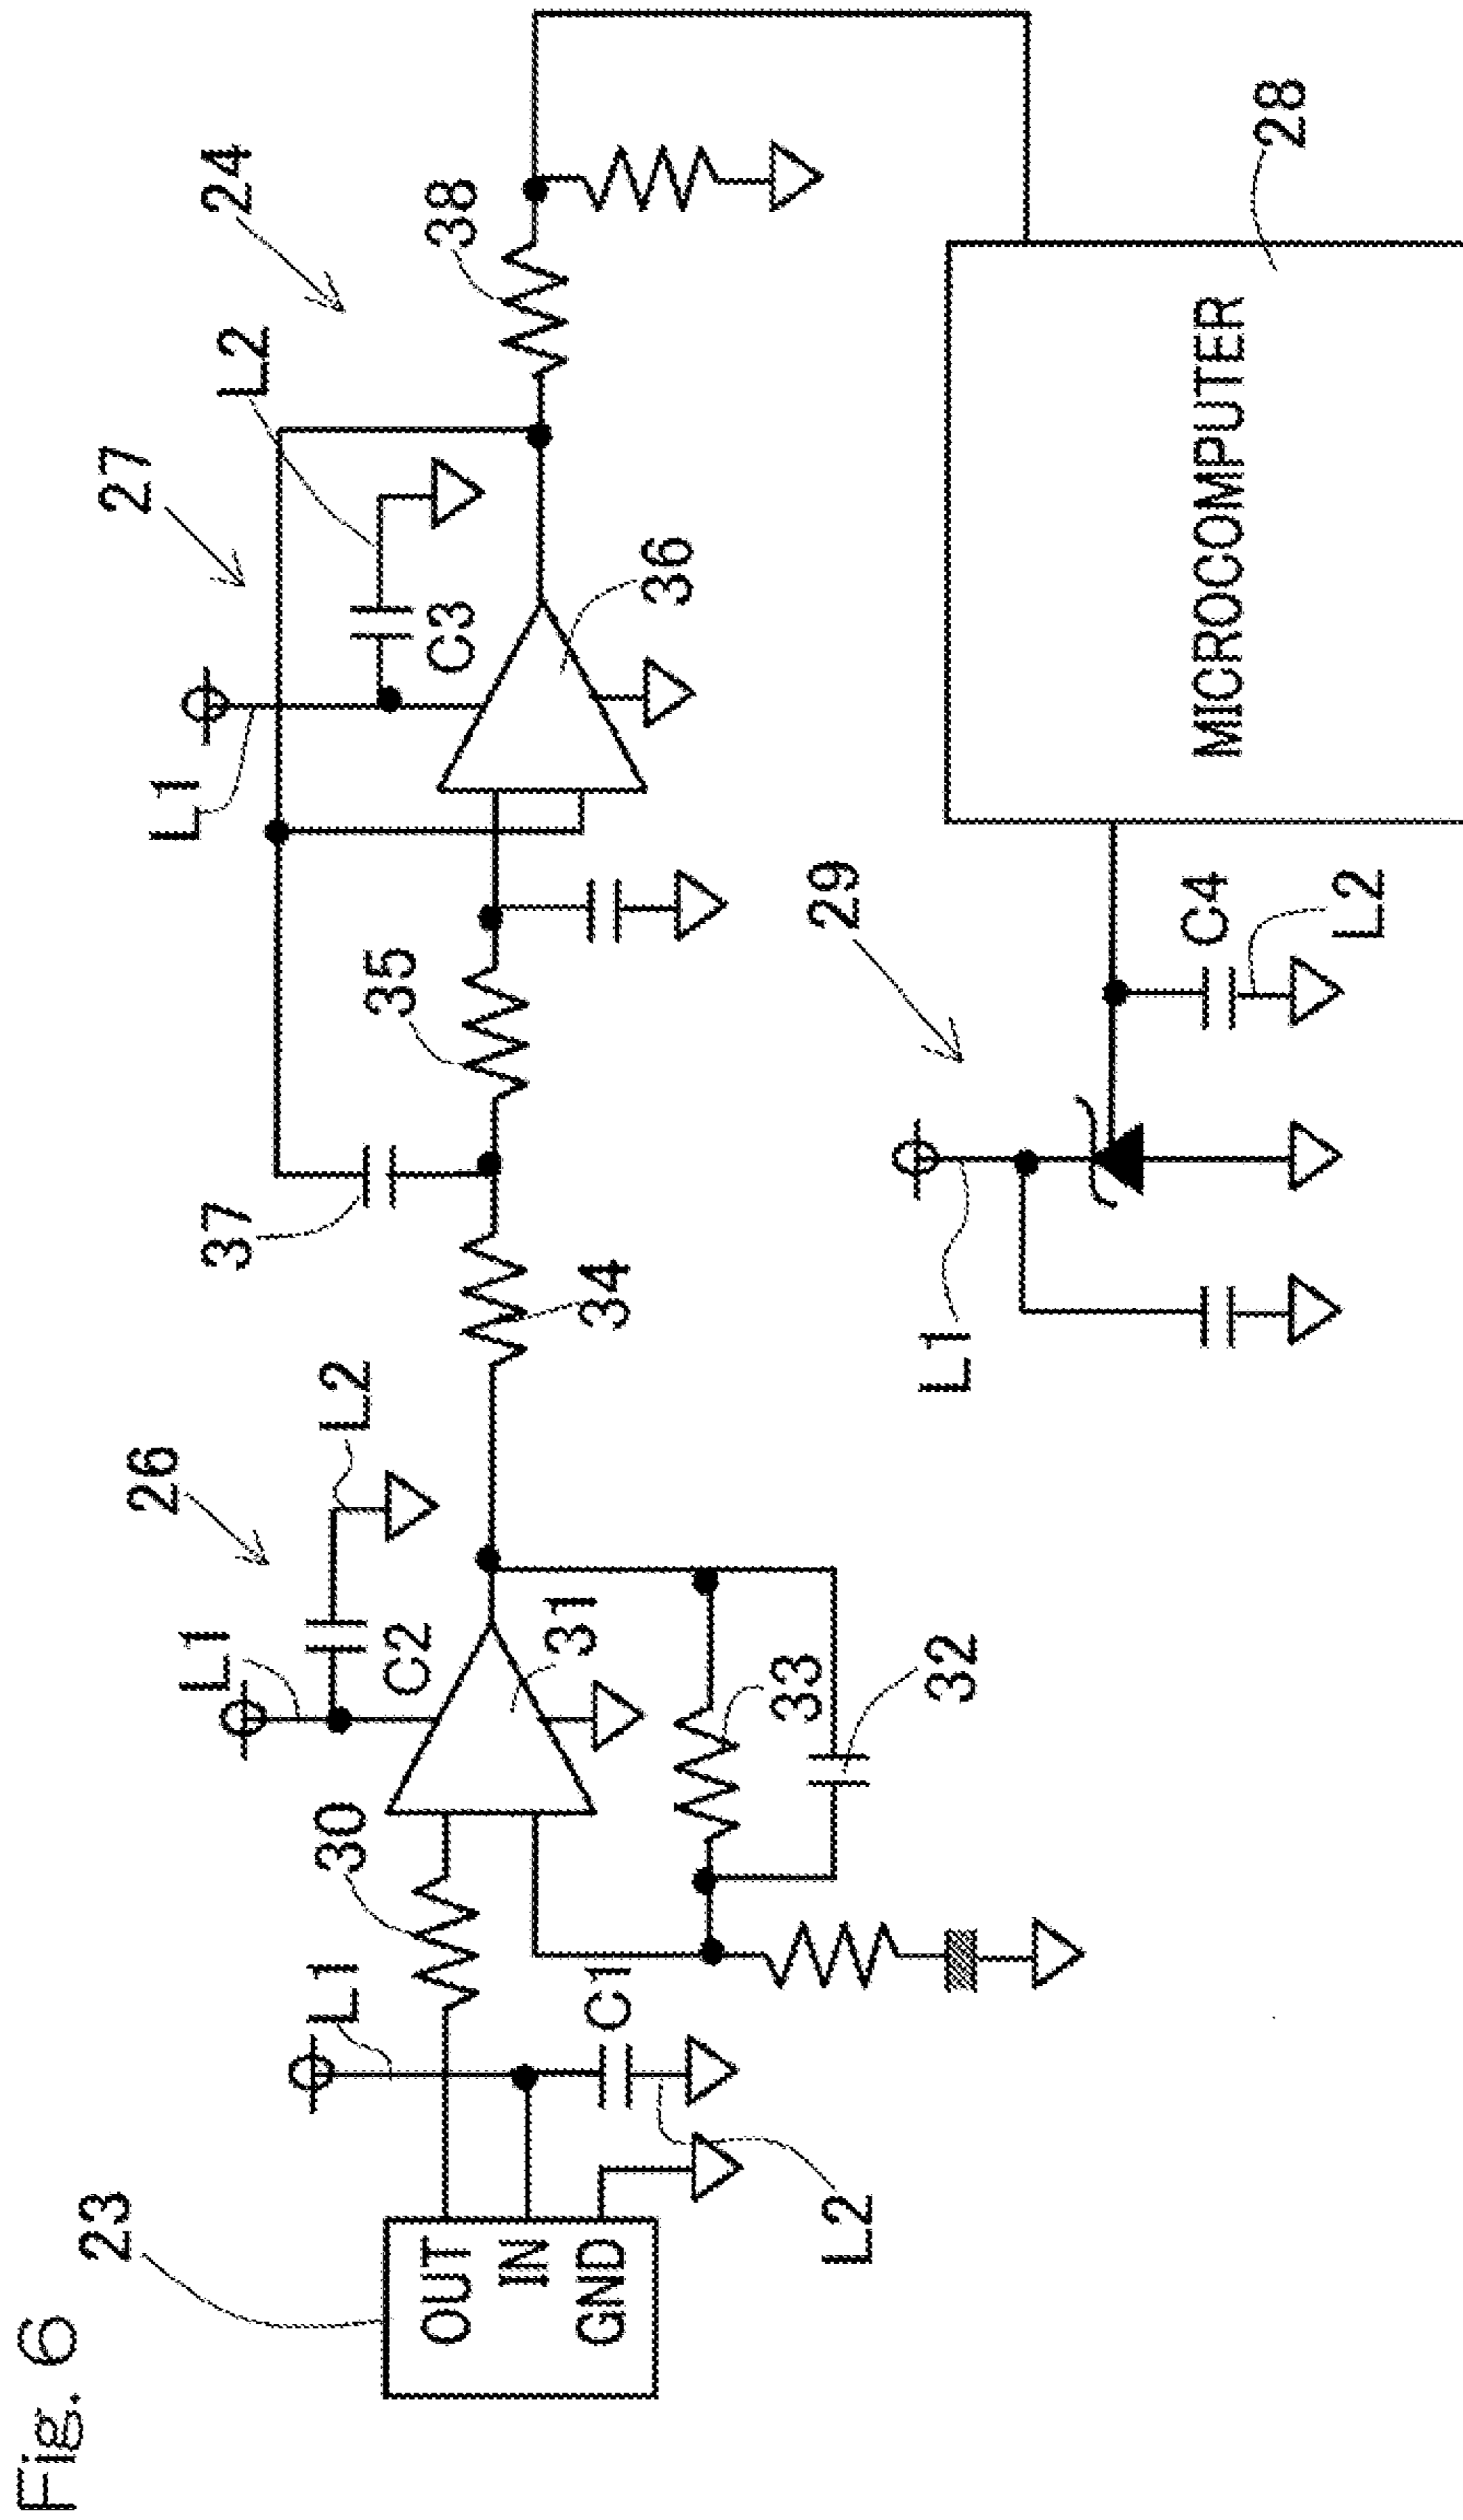 Fig. 6
23
OUT
IN
GND
L2
L1
C1
30
L1
C2
31
26
L2
33
32
34
37
35
L1
27
C3
L2
36
24
38
L1
29
C4
L2
MICROCOMPUTER
28